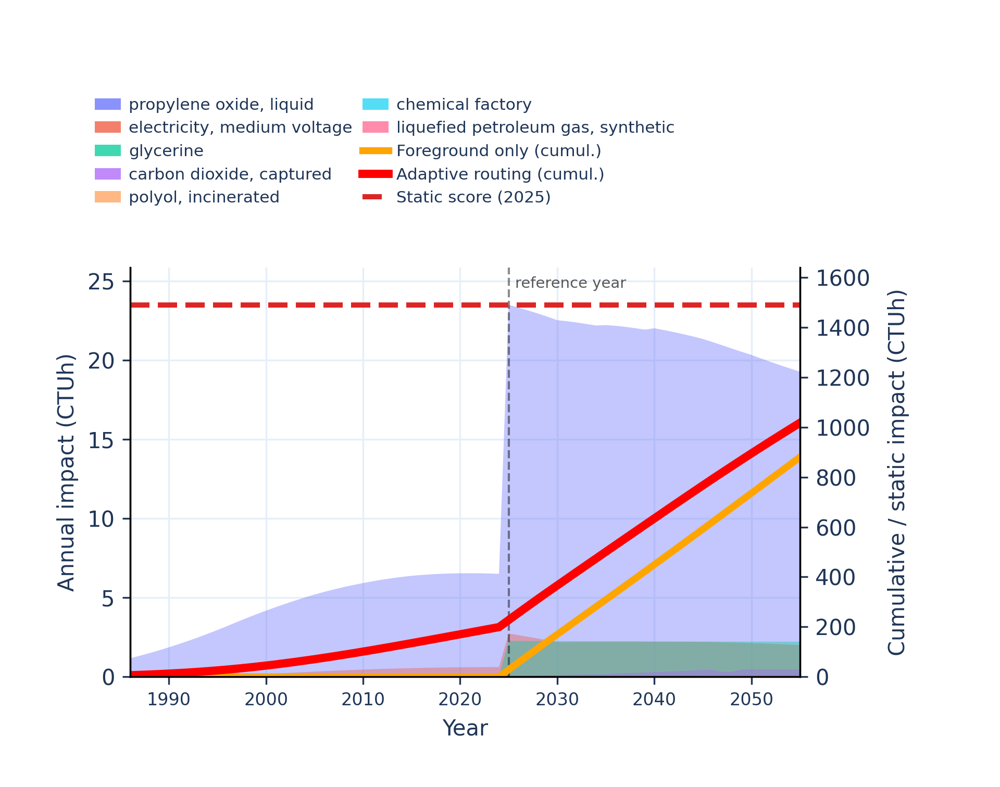 propylene oxide, liquid
electricity, medium voltage
glycerine
carbon dioxide, captured
polyol, incinerated
chemical factory
liquefied petroleum gas, synthetic
Foreground only (cumul.)
Adaptive routing (cumul.)
Static score (2025)
reference year
Annual impact (CTUh)
25
20
15
10
5
0
1600
1400
1200
1000
800
600
400
200
0
Cumulative / static impact (CTUh)
1990
2000
2010
2020
2030
2040
2050
Year